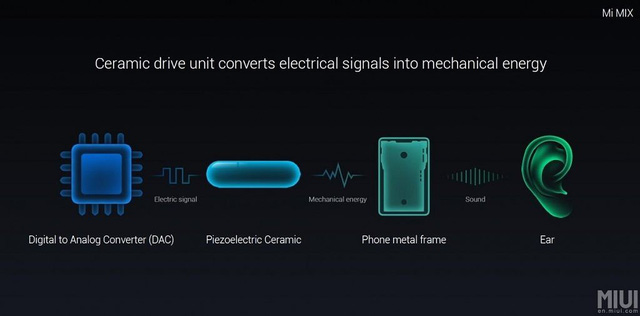 Mi MIX
Ceramic drive unit converts electrical signals into mechanical energy
Electric signal
Mechanical energy
Sound
Digital to Analog Converter (DAC)
Piezoelectric Ceramic
Phone metal frame
Ear
MIUI
en.miui.com